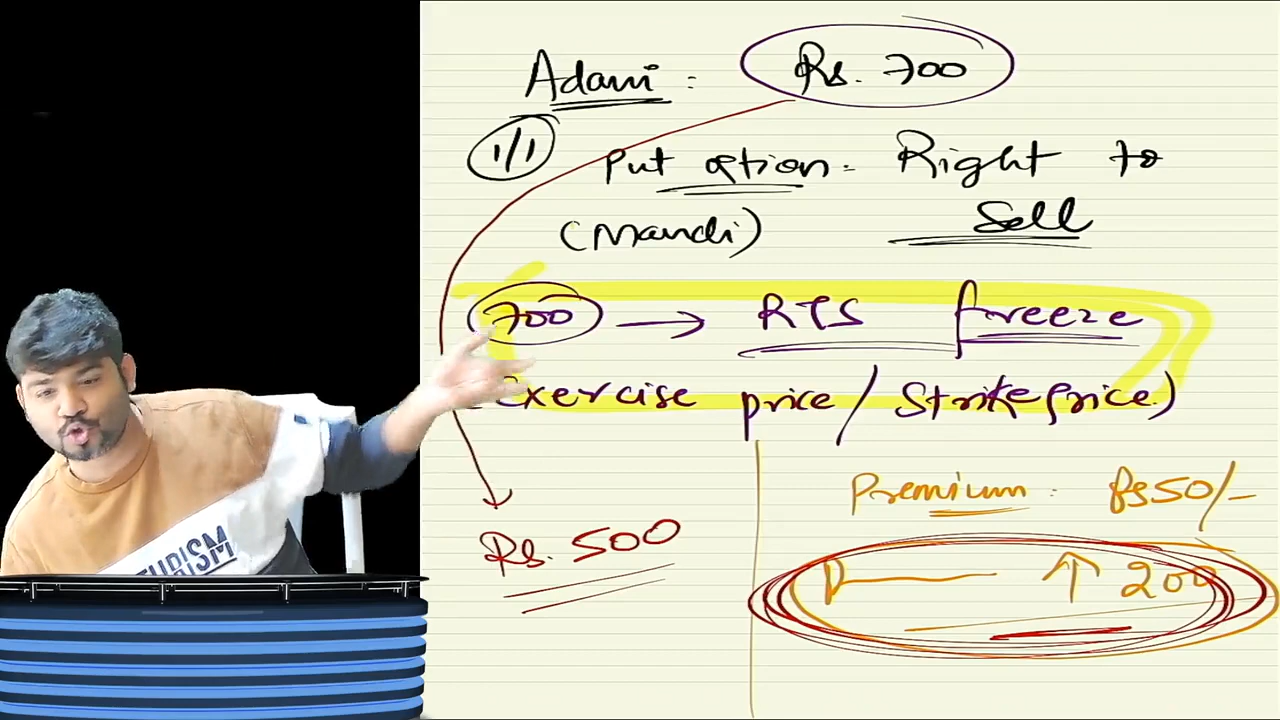 Adani : Rs. 700
1/1 Put option = Right to
(Mandi) Sell
700 → RTS freeze
(Exercise price / Strike price)
Premium : Rs 50/-
Rs. 500
P ↑ 200
URISM